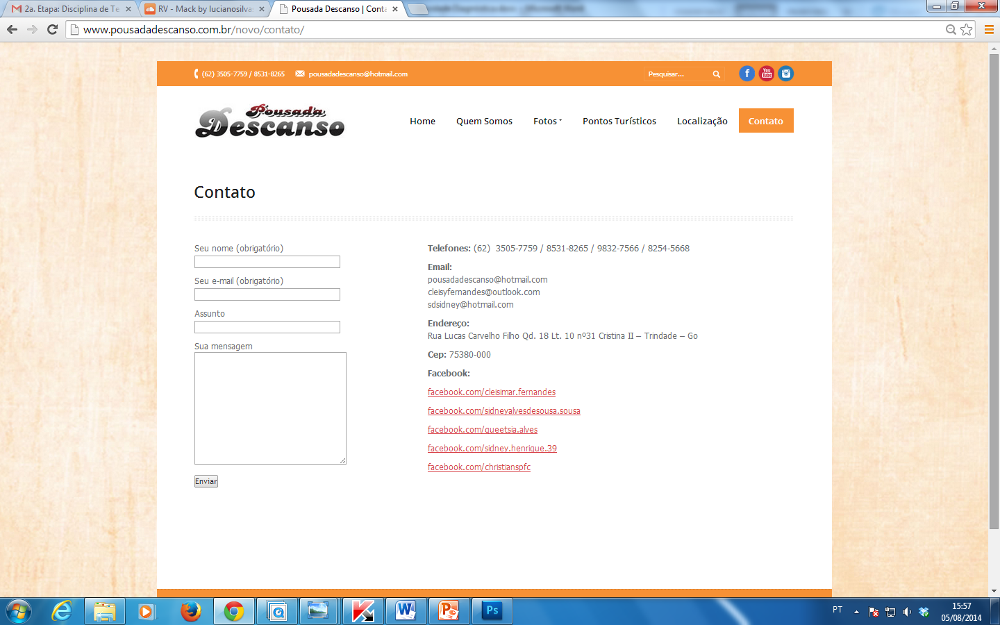 2a. Etapa: Disciplina de Te
RV - Mack by lucianosilva
Pousada Descanso | Conta
www.pousadadescanso.com.br/novo/contato/
(62) 3505-7759 / 8531-8265
pousadadescanso@hotmail.com
Pesquisar...
You Tube
Pousada
Descanso
Home
Quem Somos
Fotos
Pontos Turísticos
Localização
Contato
Contato
Seu nome (obrigatório)
Seu e-mail (obrigatório)
Assunto
Sua mensagem
Enviar
Telefones: (62) 3505-7759 / 8531-8265 / 9832-7566 / 8254-5668
Email:
pousadadescanso@hotmail.com
cleisyfernandes@outlook.com
sdsidney@hotmail.com
Endereço:
Rua Lucas Carvelho Filho Qd. 18 Lt. 10 nº31 Cristina II – Trindade – Go
Cep: 75380-000
Facebook:
facebook.com/cleisimar.fernandes
facebook.com/sidneyalvesdesousa.sousa
facebook.com/queetsia.alves
facebook.com/sidney.henrique.39
facebook.com/christianspfc
Ps
PT
15:57
05/08/2014